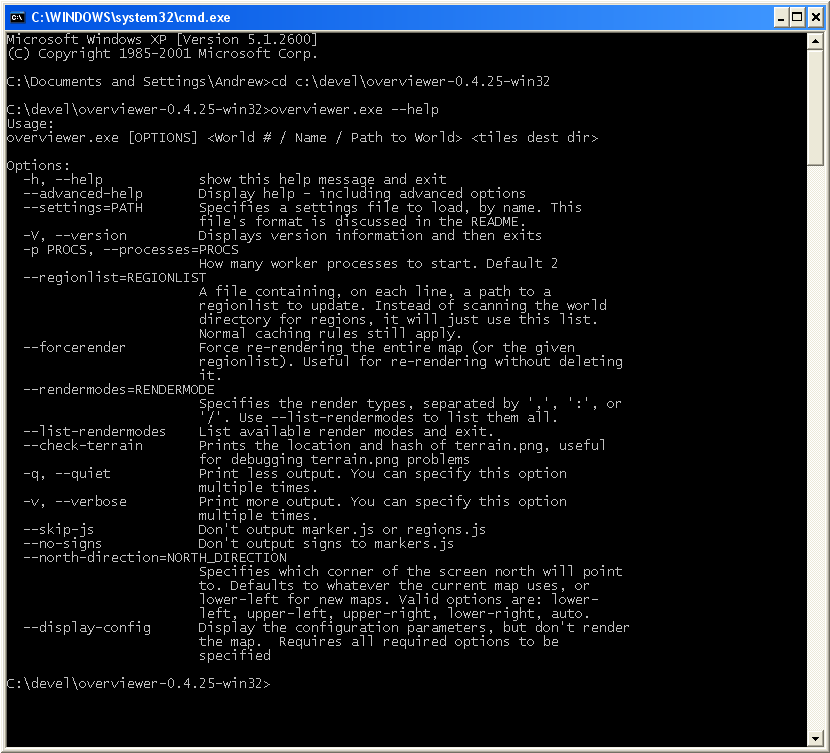 C:\WINDOWS\system32\cmd.exe
Microsoft Windows XP [Version 5.1.2600]
(C) Copyright 1985-2001 Microsoft Corp.

C:\Documents and Settings\Andrew>cd c:\devel\overviewer-0.4.25-win32

C:\devel\overviewer-0.4.25-win32>overviewer.exe --help
Usage:
overviewer.exe [OPTIONS] <World # / Name / Path to World> <tiles dest dir>

Options:
  -h, --help            show this help message and exit
  --advanced-help       Display help - including advanced options
  --settings=PATH       Specifies a settings file to load, by name. This
                        file's format is discussed in the README.
  -V, --version         Displays version information and then exits
  -p PROCS, --processes=PROCS
                        How many worker processes to start. Default 2
  --regionlist=REGIONLIST
                        A file containing, on each line, a path to a
                        regionlist to update. Instead of scanning the world
                        directory for regions, it will just use this list.
                        Normal caching rules still apply.
  --forcerender         Force re-rendering the entire map (or the given
                        regionlist). Useful for re-rendering without deleting
                        it.
  --rendermodes=RENDERMODE
                        Specifies the render types, separated by ',', ':', or
                        '/'. Use --list-rendermodes to list them all.
  --list-rendermodes    List available render modes and exit.
  --check-terrain       Prints the location and hash of terrain.png, useful
                        for debugging terrain.png problems
  -q, --quiet           Print less output. You can specify this option
                        multiple times.
  -v, --verbose         Print more output. You can specify this option
                        multiple times.
  --skip-js             Don't output marker.js or regions.js
  --no-signs            Don't output signs to markers.js
  --north-direction=NORTH_DIRECTION
                        Specifies which corner of the screen north will point
                        to. Defaults to whatever the current map uses, or
                        lower-left for new maps. Valid options are: lower-
                        left, upper-left, upper-right, lower-right, auto.
  --display-config      Display the configuration parameters, but don't render
                        the map.  Requires all required options to be
                        specified

C:\devel\overviewer-0.4.25-win32>